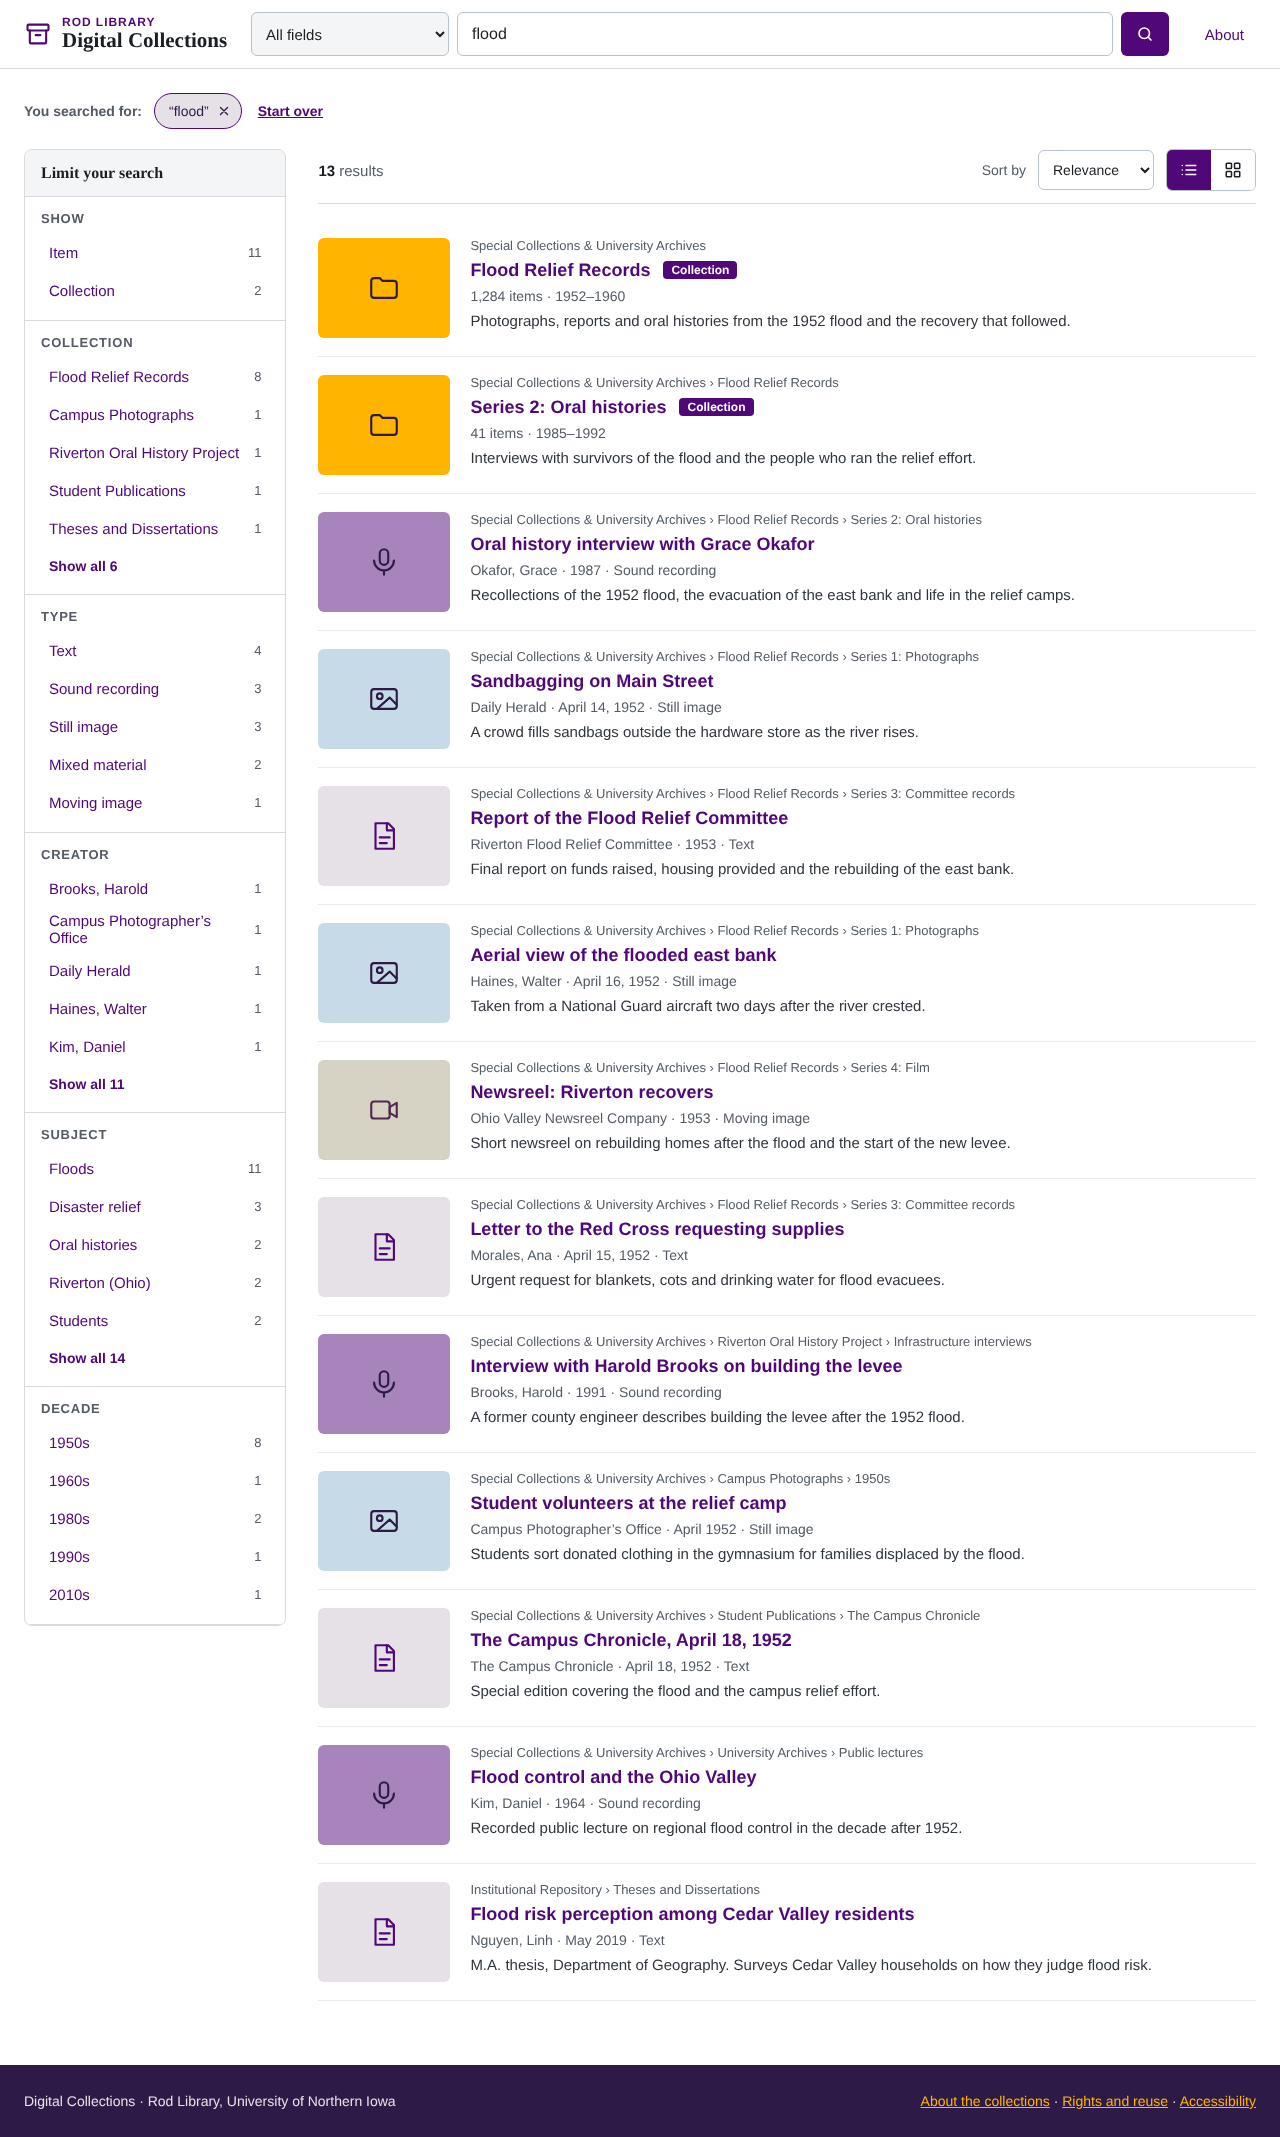 ROD LIBRARY
Digital Collections
All fields
flood
About
You searched for:
“flood” ✕
Start over
Limit your search
SHOW
Item 11
Collection 2
COLLECTION
Flood Relief Records 8
Campus Photographs 1
Riverton Oral History Project 1
Student Publications 1
Theses and Dissertations 1
Show all 6
TYPE
Text 4
Sound recording 3
Still image 3
Mixed material 2
Moving image 1
CREATOR
Brooks, Harold 1
Campus Photographer’s
Office 1
Daily Herald 1
Haines, Walter 1
Kim, Daniel 1
Show all 11
SUBJECT
Floods 11
Disaster relief 3
Oral histories 2
Riverton (Ohio) 2
Students 2
Show all 14
DECADE
1950s 8
1960s 1
1980s 2
1990s 1
2010s 1
13 results
Sort by
Relevance
Special Collections & University Archives
Flood Relief Records Collection
1,284 items · 1952–1960
Photographs, reports and oral histories from the 1952 flood and the recovery that followed.
Special Collections & University Archives › Flood Relief Records
Series 2: Oral histories Collection
41 items · 1985–1992
Interviews with survivors of the flood and the people who ran the relief effort.
Special Collections & University Archives › Flood Relief Records › Series 2: Oral histories
Oral history interview with Grace Okafor
Okafor, Grace · 1987 · Sound recording
Recollections of the 1952 flood, the evacuation of the east bank and life in the relief camps.
Special Collections & University Archives › Flood Relief Records › Series 1: Photographs
Sandbagging on Main Street
Daily Herald · April 14, 1952 · Still image
A crowd fills sandbags outside the hardware store as the river rises.
Special Collections & University Archives › Flood Relief Records › Series 3: Committee records
Report of the Flood Relief Committee
Riverton Flood Relief Committee · 1953 · Text
Final report on funds raised, housing provided and the rebuilding of the east bank.
Special Collections & University Archives › Flood Relief Records › Series 1: Photographs
Aerial view of the flooded east bank
Haines, Walter · April 16, 1952 · Still image
Taken from a National Guard aircraft two days after the river crested.
Special Collections & University Archives › Flood Relief Records › Series 4: Film
Newsreel: Riverton recovers
Ohio Valley Newsreel Company · 1953 · Moving image
Short newsreel on rebuilding homes after the flood and the start of the new levee.
Special Collections & University Archives › Flood Relief Records › Series 3: Committee records
Letter to the Red Cross requesting supplies
Morales, Ana · April 15, 1952 · Text
Urgent request for blankets, cots and drinking water for flood evacuees.
Special Collections & University Archives › Riverton Oral History Project › Infrastructure interviews
Interview with Harold Brooks on building the levee
Brooks, Harold · 1991 · Sound recording
A former county engineer describes building the levee after the 1952 flood.
Special Collections & University Archives › Campus Photographs › 1950s
Student volunteers at the relief camp
Campus Photographer’s Office · April 1952 · Still image
Students sort donated clothing in the gymnasium for families displaced by the flood.
Special Collections & University Archives › Student Publications › The Campus Chronicle
The Campus Chronicle, April 18, 1952
The Campus Chronicle · April 18, 1952 · Text
Special edition covering the flood and the campus relief effort.
Special Collections & University Archives › University Archives › Public lectures
Flood control and the Ohio Valley
Kim, Daniel · 1964 · Sound recording
Recorded public lecture on regional flood control in the decade after 1952.
Institutional Repository › Theses and Dissertations
Flood risk perception among Cedar Valley residents
Nguyen, Linh · May 2019 · Text
M.A. thesis, Department of Geography. Surveys Cedar Valley households on how they judge flood risk.
Digital Collections · Rod Library, University of Northern Iowa
About the collections · Rights and reuse · Accessibility